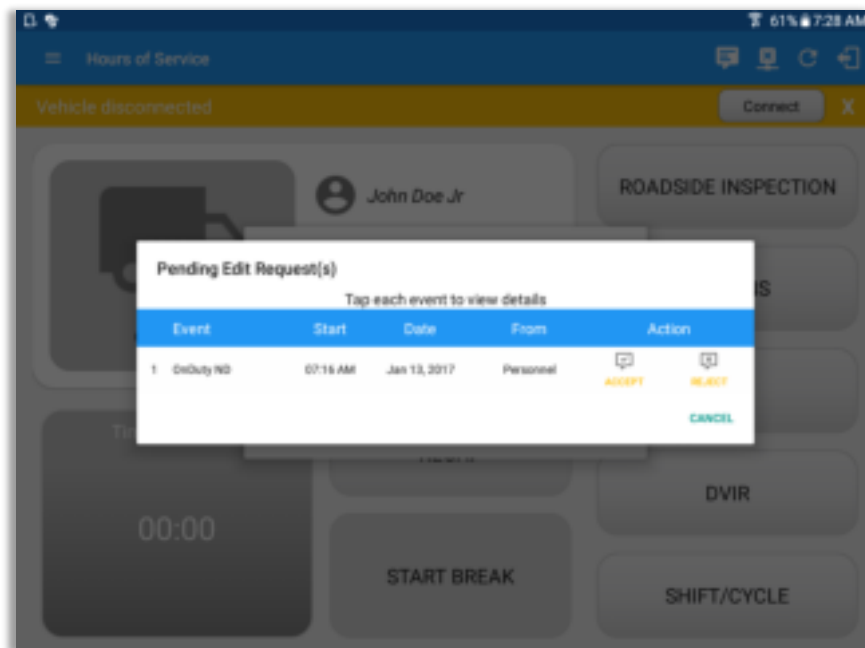 61% 7:28 AM
Hours of Service
Vehicle disconnected
Connect
X
John Doe Jr
ROADSIDE INSPECTION
Pending Edit Request(s)
Tap each event to view details
Event Start Date From Action
1 OnDuty ND 07:16 AM Jan 13, 2017 Personnel
ACCEPT REJECT
CANCEL
00:00
START BREAK
DVIR
SHIFT/CYCLE